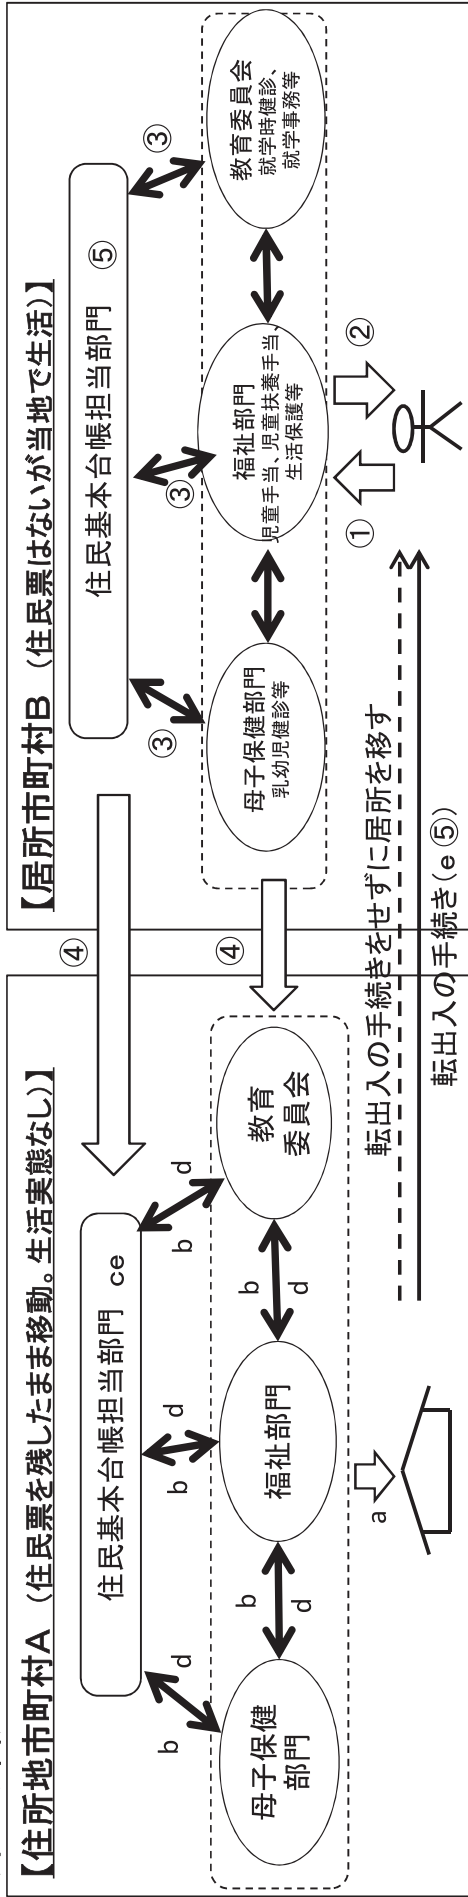 【住所地市町村A（住民票を残したまま移動。生活実態なし）】
住民基本台帳担当部門 ce
b
d
b
d
b
d
母子保健
部門
b
d
福祉部門
b
d
教育
委員会
a
④
④
【居所市町村B（住民票はないが当地で生活）】
住民基本台帳担当部門 ⑤
③
③
③
母子保健部門
乳幼児健診等
福祉部門
児童手当、児童扶養手当、
生活保護等
教育委員会
就学時健診、
就学事務等
①
②
転出入の手続きをせずに居所を移す
転出入の手続き（e⑤）